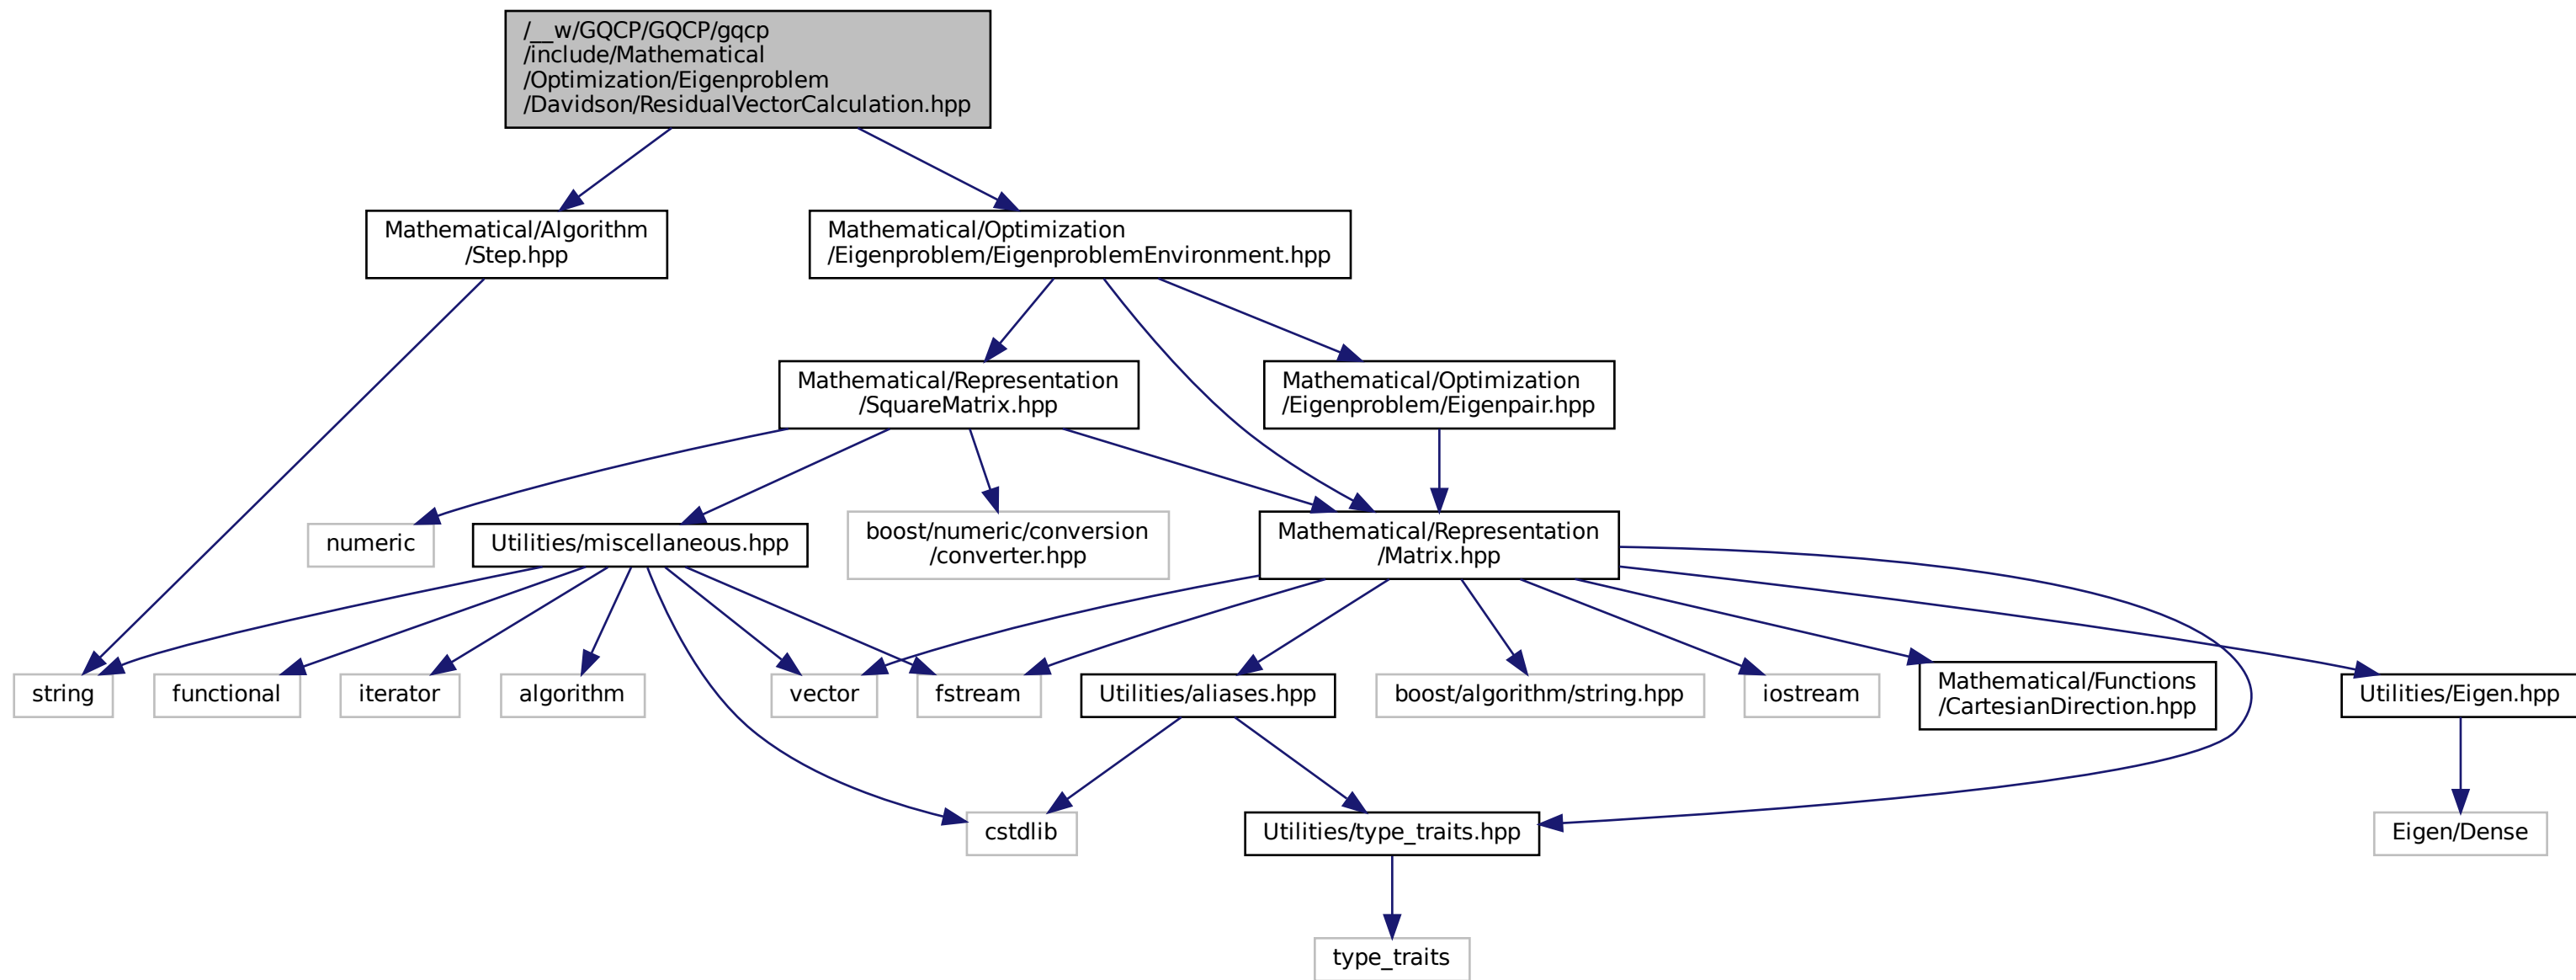 /__w/GQCP/GQCP/gqcp
/include/Mathematical
/Optimization/Eigenproblem
/Davidson/ResidualVectorCalculation.hpp
Mathematical/Algorithm
/Step.hpp
Mathematical/Optimization
/Eigenproblem/EigenproblemEnvironment.hpp
Mathematical/Representation
/SquareMatrix.hpp
Mathematical/Optimization
/Eigenproblem/Eigenpair.hpp
numeric
Utilities/miscellaneous.hpp
boost/numeric/conversion
/converter.hpp
Mathematical/Representation
/Matrix.hpp
string
functional
iterator
algorithm
vector
fstream
Utilities/aliases.hpp
boost/algorithm/string.hpp
iostream
Mathematical/Functions
/CartesianDirection.hpp
Utilities/Eigen.hpp
cstdlib
Utilities/type_traits.hpp
Eigen/Dense
type_traits